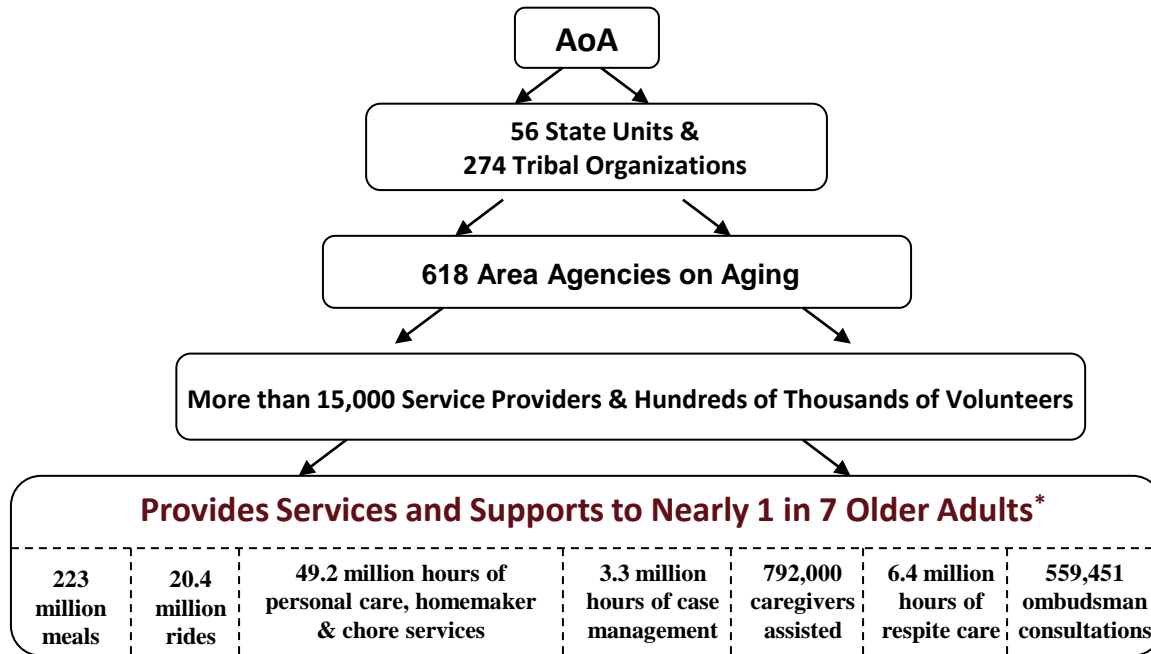 AoA
56 State Units &
274 Tribal Organizations
618 Area Agencies on Aging
More than 15,000 Service Providers & Hundreds of Thousands of Volunteers
Provides Services and Supports to Nearly 1 in 7 Older Adults*
223
million
meals
20.4
million
rides
49.2 million hours of
personal care, homemaker
& chore services
3.3 million
hours of case
management
792,000
caregivers
assisted
6.4 million
hours of
respite care
559,451
ombudsman
consultations